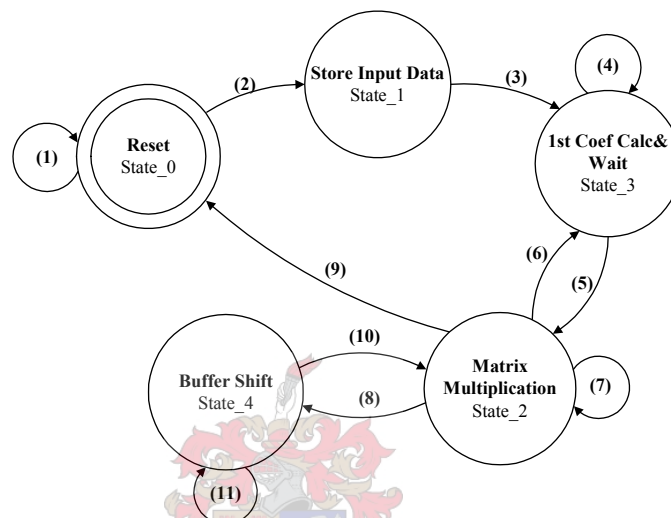 Reset
State_0
(1)
(2)
Store Input Data
State_1
(3)
(4)
1st Coef Calc&
Wait
State_3
(5)
(6)
Matrix
Multiplication
State_2
(7)
(8)
(9)
(10)
Buffer Shift
State_4
(11)